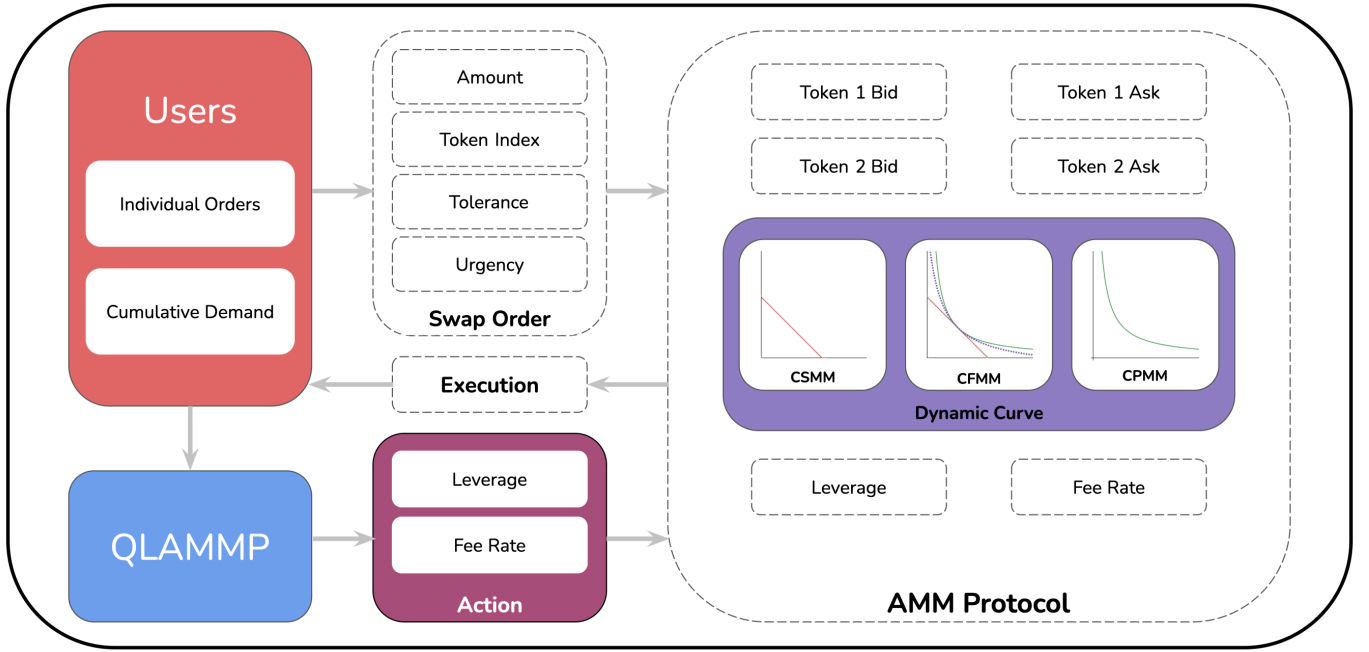 Users
Individual Orders
Cumulative Demand
Amount
Token Index
Tolerance
Urgency
Swap Order
Execution
QLAMMP
Leverage
Fee Rate
Action
Token 1 Bid
Token 1 Ask
Token 2 Bid
Token 2 Ask
CSMM
CFMM
CPMM
Dynamic Curve
Leverage
Fee Rate
AMM Protocol